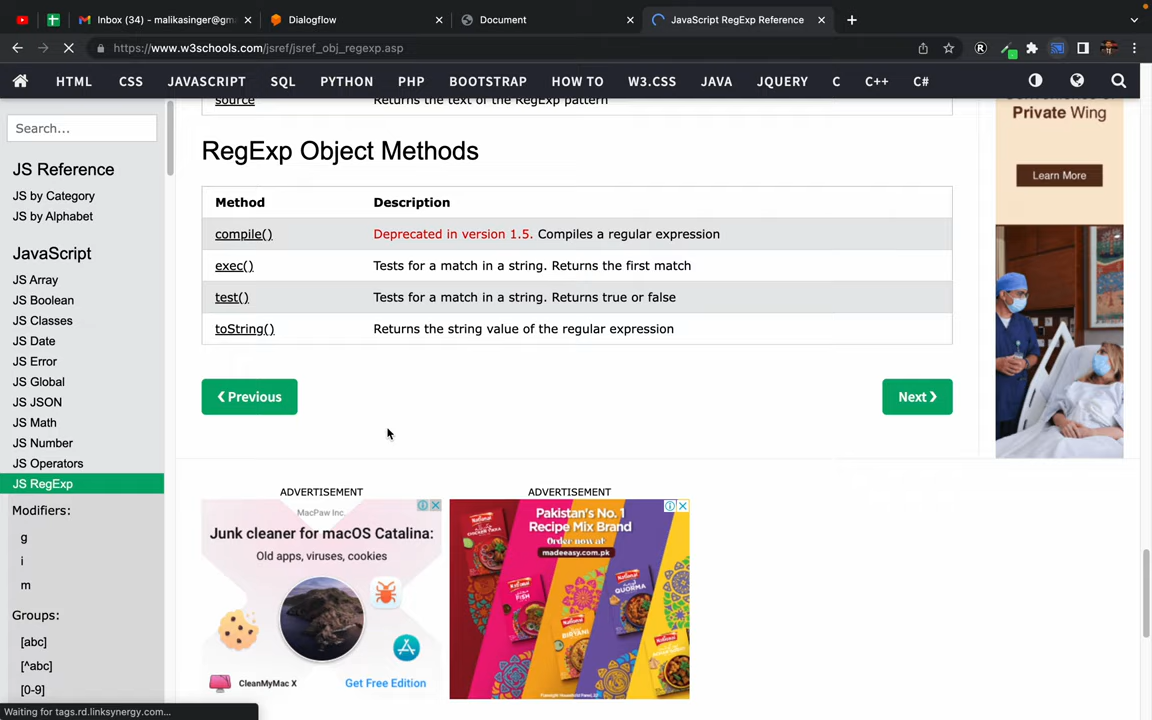 Inbox (34) - malikasinger@gm
Dialogflow
Document
JavaScript RegExp Reference
https://www.w3schools.com/jsref/jsref_obj_regexp.asp
HTML CSS JAVASCRIPT SQL PYTHON PHP BOOTSTRAP HOW TO W3.CSS JAVA JQUERY C C++ C#
Search...
JS Reference
JS by Category
JS by Alphabet
JavaScript
JS Array
JS Boolean
JS Classes
JS Date
JS Error
JS Global
JS JSON
JS Math
JS Number
JS Operators
JS RegExp
Modifiers:
g
i
m
Groups:
[abc]
[^abc]
[0-9]
source Returns the text of the RegExp pattern
RegExp Object Methods
Method Description
compile() Deprecated in version 1.5. Compiles a regular expression
exec() Tests for a match in a string. Returns the first match
test() Tests for a match in a string. Returns true or false
toString() Returns the string value of the regular expression
❮ Previous
Next ❯
Private Wing
Learn More
ADVERTISEMENT
MacPaw Inc.
Junk cleaner for macOS Catalina:
Old apps, viruses, cookies
CleanMyMac X
Get Free Edition
ADVERTISEMENT
Pakistan's No. 1
Recipe Mix Brand
Order now at
madeeasy.com.pk
National
FISH
BIRYANI
QUORMA
Waiting for tags.rd.linksynergy.com...